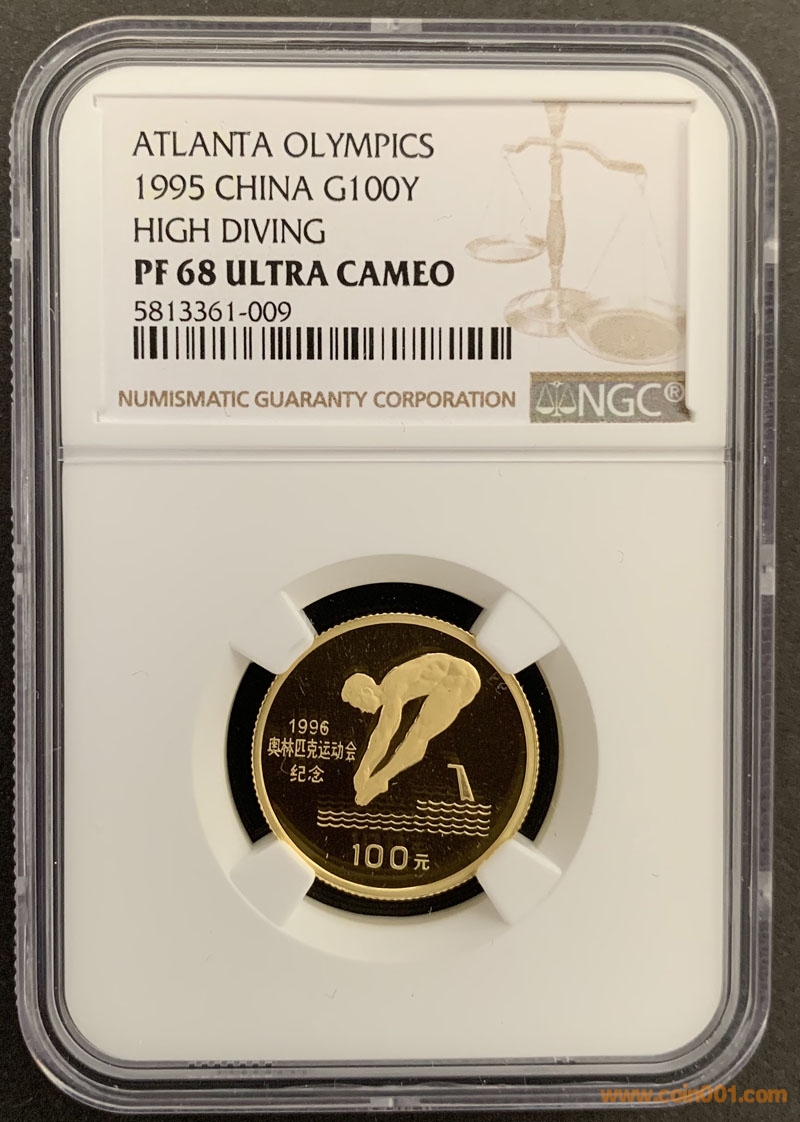 ATLANTA OLYMPICS
1995 CHINA G100Y
HIGH DIVING
PF 68 ULTRA CAMEO
5813361-009
NUMISMATIC GUARANTY CORPORATION
NGC®
1996
奥林匹克运动会
纪念
100元
www.coin001.com